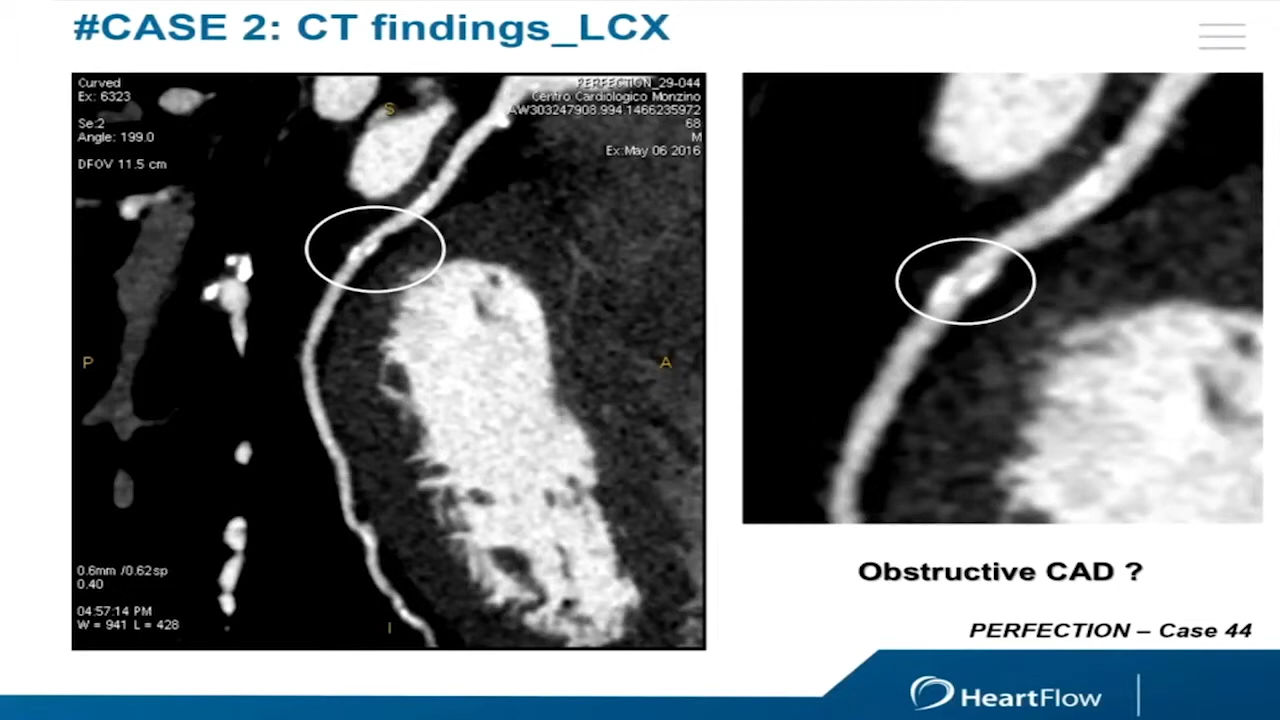 #CASE 2: CT findings_LCX
Curved
Ex: 6323
Se:2
Angle: 199.0
DFOV 11.5 cm
S
PERFECTION_29-044
Centro Cardiologico Monzino
AW303247908.994.1466235972
68
M
Ex:May 06 2016
P
A
0.6mm /0.62sp
0.40
04:57:14 PM
W = 941 L = 428
I
Obstructive CAD ?
PERFECTION – Case 44
HeartFlow